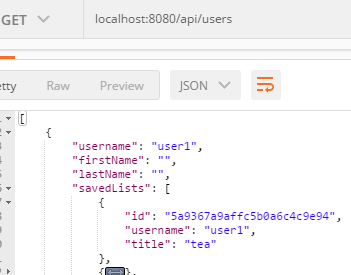 GET localhost:8080/api/users
etty Raw Preview JSON
[
{
"username": "user1",
"firstName": "",
"lastName": "",
"savedLists": [
{
"id": "5a9367a9affc5b0a6c4c9e94",
"username": "user1",
"title": "tea"
},
{
},